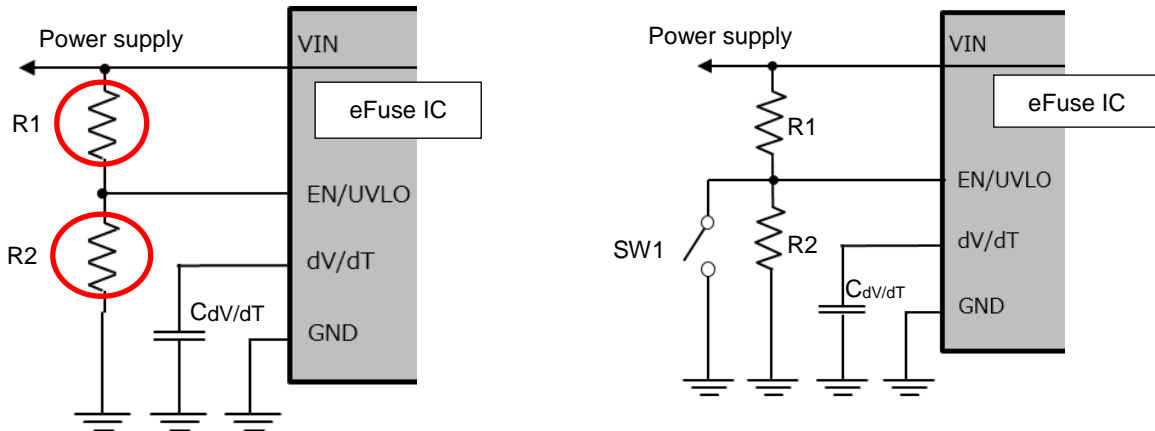 Power supply
VIN
eFuse IC
R1
EN/UVLO
R2
dV/dT
CdV/dT
GND
Power supply
VIN
eFuse IC
R1
EN/UVLO
SW1
R2
dV/dT
CdV/dT
GND